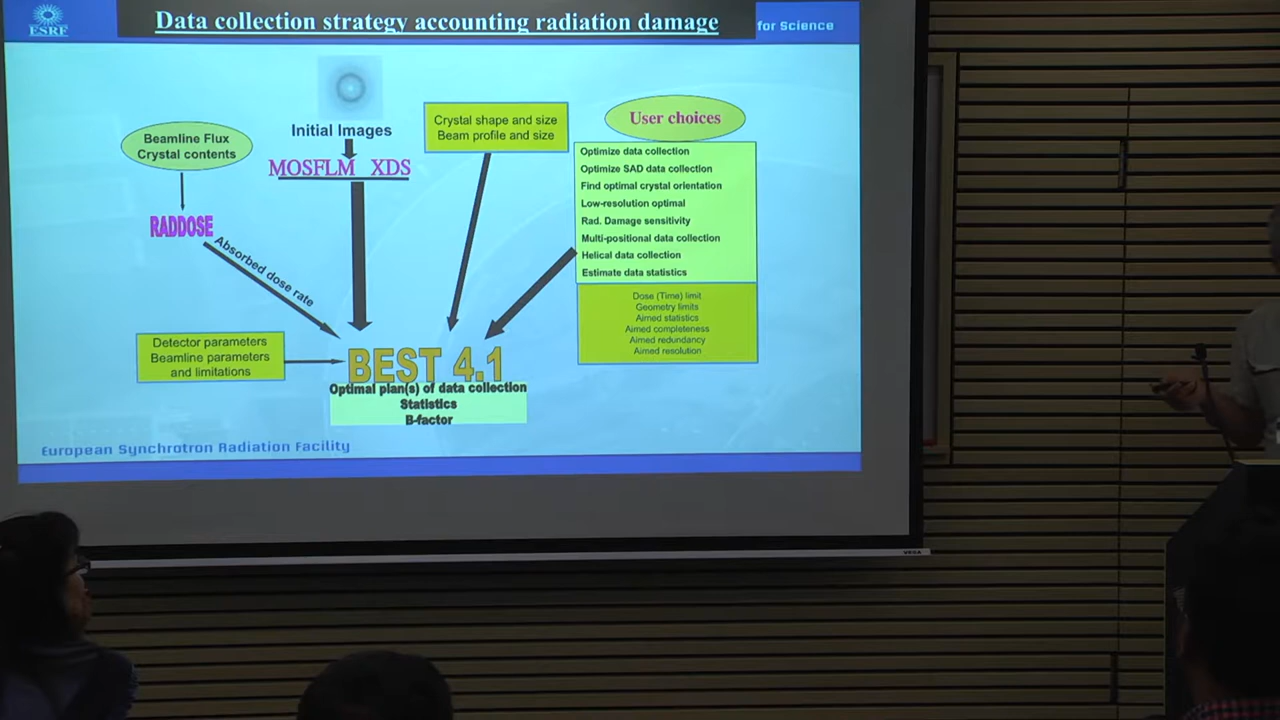 ESRF
Data collection strategy accounting radiation damage
for Science
Beamline Flux
Crystal contents
RADDOSE
Absorbed dose rate
Initial Images
MOSFLM XDS
Crystal shape and size
Beam profile and size
User choices
Optimize data collection
Optimize SAD data collection
Find optimal crystal orientation
Low-resolution optimal
Rad. Damage sensitivity
Multi-positional data collection
Helical data collection
Estimate data statistics
Dose (Time) limit
Geometry limits
Aimed statistics
Aimed completeness
Aimed redundancy
Aimed resolution
Detector parameters
Beamline parameters
and limitations
BEST 4.1
Optimal plan(s) of data collection
Statistics
B-factor
European Synchrotron Radiation Facility
VEGA